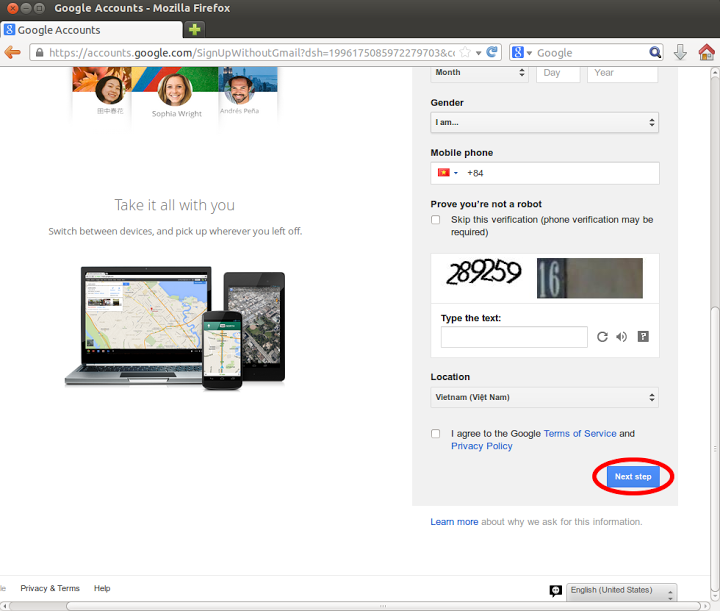 Google Accounts - Mozilla Firefox
Google Accounts
https://accounts.google.com/SignUpWithoutGmail?dsh=1996175085972279703&c
Google
田中春花
Sophia Wright
Andrés Peña
Take it all with you
Switch between devices, and pick up wherever you left off.
Month
Day
Year
Gender
I am...
Mobile phone
+84
Prove you're not a robot
Skip this verification (phone verification may be
required)
289259
16
Type the text:
Location
Vietnam (Việt Nam)
I agree to the Google Terms of Service and
Privacy Policy
Next step
Learn more about why we ask for this information.
le
Privacy & Terms
Help
English (United States)